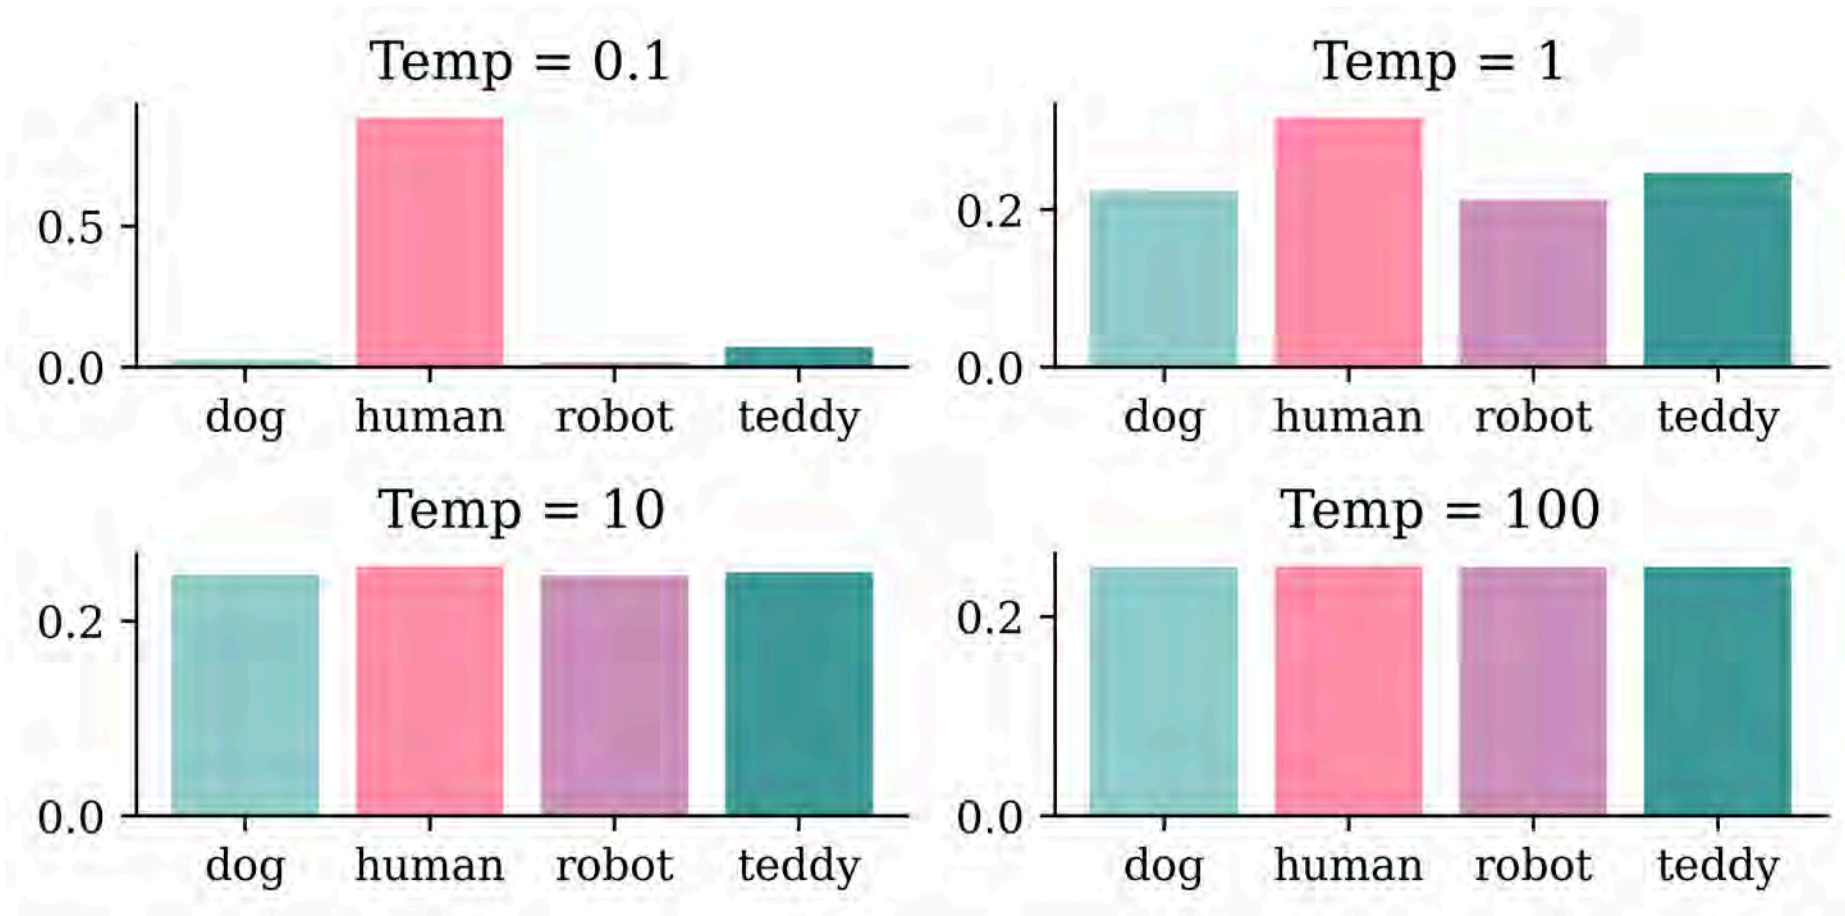 Temp = 0.1
0.5
0.0
dog human robot teddy
Temp = 1
0.2
0.0
dog human robot teddy
Temp = 10
0.2
0.0
dog human robot teddy
Temp = 100
0.2
0.0
dog human robot teddy